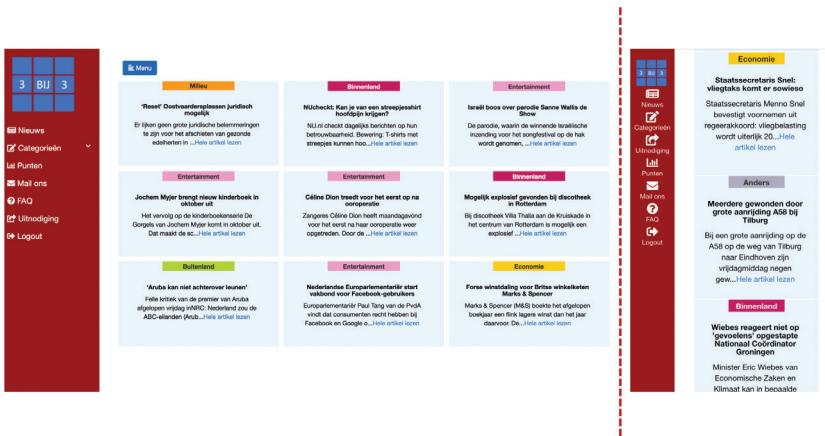 3 BIJ 3
Nieuws
Categorieën
Punten
Mail ons
FAQ
Uitnodiging
Logout
Menu
Milieu
'Reset' Oostvaardersplassen juridisch
mogelijk
Er lijken geen grote juridische belemmeringen
te zijn voor het afschieten van gezonde
edelherten in ...Hele artikel lezen
Binnenland
NUcheckt: Kan je van een streepjesshirt
hoofdpijn krijgen?
NU.nl checkt dagelijks berichten op hun
betrouwbaarheid. Bewering: T-shirts met
streepjes kunnen hoo...Hele artikel lezen
Entertainment
Israël boos over parodie Sanne Wallis de
Show
De parodie, waarin de winnende Israëlische
inzending voor het songfestival op de hak
wordt genomen, ...Hele artikel lezen
Entertainment
Jochem Myjer brengt nieuw kinderboek in
oktober uit
Het vervolg op de kinderboekenserie De
Gorgels van Jochem Myjer komt in oktober uit.
Dat maakt de sc...Hele artikel lezen
Entertainment
Céline Dion treedt voor het eerst op na
ooroperatie
Zangeres Céline Dion heeft maandagavond
voor het eerst na haar ooroperatie weer
opgetreden. Door de ...Hele artikel lezen
Binnenland
Mogelijk explosief gevonden bij discotheek
in Rotterdam
Bij discotheek Villa Thalia aan de Kruiskade in
het centrum van Rotterdam is mogelijk een
explosief ...Hele artikel lezen
Buitenland
'Aruba kan niet achterover leunen'
Felle kritiek van de premier van Aruba
afgelopen vrijdag inNRC: Nederland zou de
ABC-eilanden (Arub...Hele artikel lezen
Entertainment
Nederlandse Europarlementariër start
vakbond voor Facebook-gebruikers
Europarlementariër Paul Tang van de PvdA
vindt dat consumenten recht hebben bij
Facebook en Google o...Hele artikel lezen
Economie
Forse winstdaling voor Britse winkelketen
Marks & Spencer
Marks & Spencer (M&S) boekte het afgelopen
boekjaar een flink lagere winst dan het jaar
daarvoor. De...Hele artikel lezen
3 BIJ 3
Nieuws
Categorieën
Uitnodiging
Punten
Mail ons
FAQ
Logout
Economie
Staatssecretaris Snel:
vliegtaks komt er sowieso
Staatssecretaris Menno Snel
bevestigt voornemen uit
regeerakkoord: vliegbelasting
wordt uiterlijk 20...Hele
artikel lezen
Anders
Meerdere gewonden door
grote aanrijding A58 bij
Tilburg
Bij een grote aanrijding op de
A58 op de weg van Tilburg
naar Eindhoven zijn
vrijdagmiddag negen
gew...Hele artikel lezen
Binnenland
Wiebes reageert niet op
'gevoelens' opgestapte
Nationaal Coördinator
Groningen
Minister Eric Wiebes van
Economische Zaken en
Klimaat kan in bepaalde